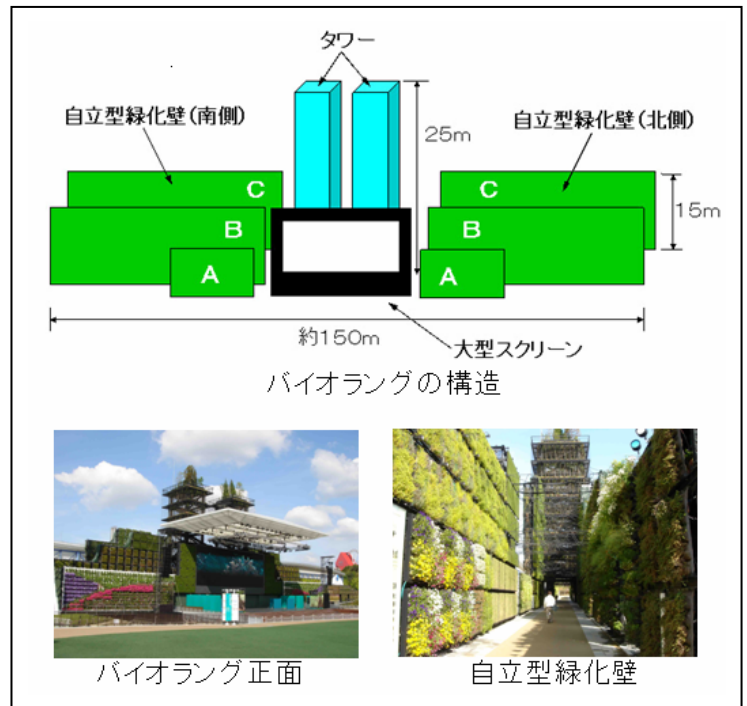 タワー
自立型緑化壁(南側)
自立型緑化壁(北側)
25m
C
C
15m
B
B
A
A
約150m
大型スクリーン
バイオラングの構造
バイオラング正面
自立型緑化壁